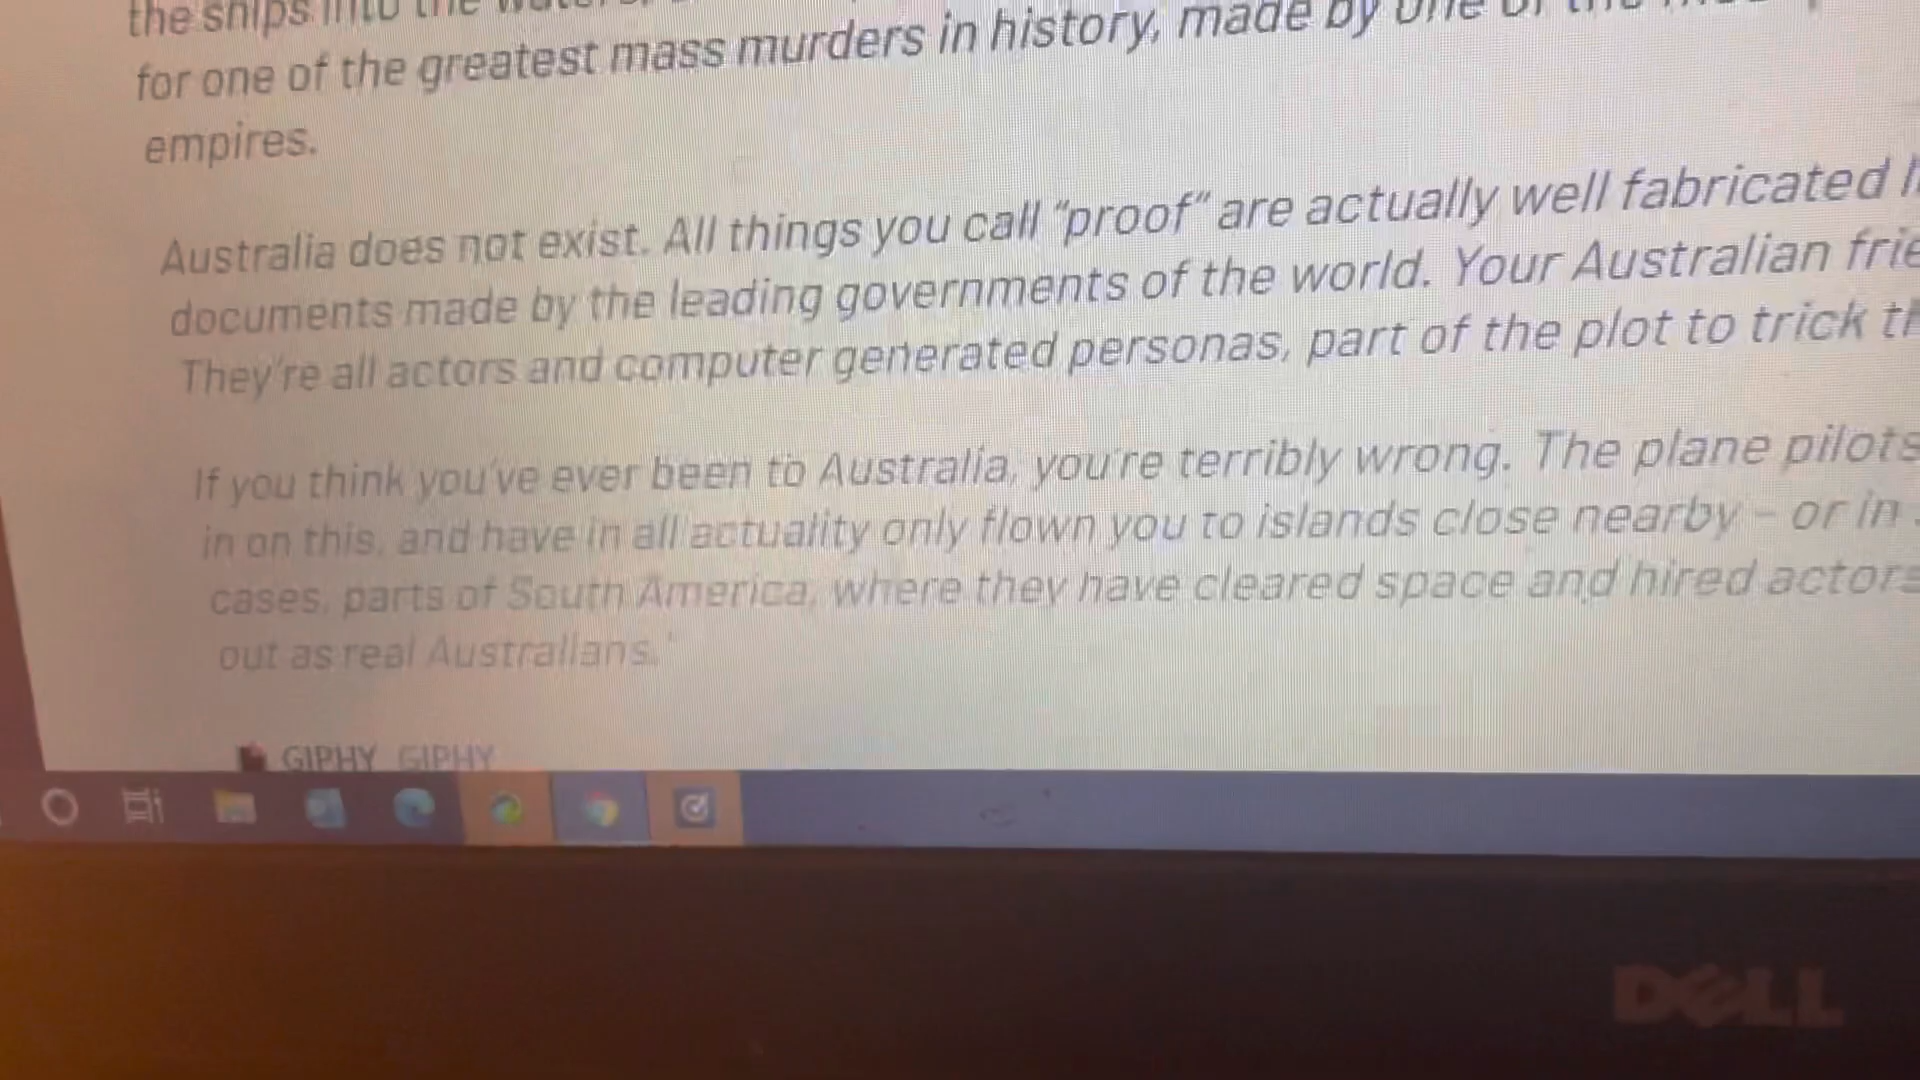 the ships into the
for one of the greatest mass murders in history, made by one of the
empires.
Australia does not exist. All things you call “proof” are actually well fabricated
documents made by the leading governments of the world. Your Australian
They're all actors and computer generated personas, part of the plot to trick
If you think you've ever been to Australia, you're terribly wrong. The plane pilots
in on this, and have in all actuality only flown you to islands close nearby – or in
cases, parts of South America, where they have cleared space and hired actors
out as real Australians.'
GIPHY GIPHY
DELL